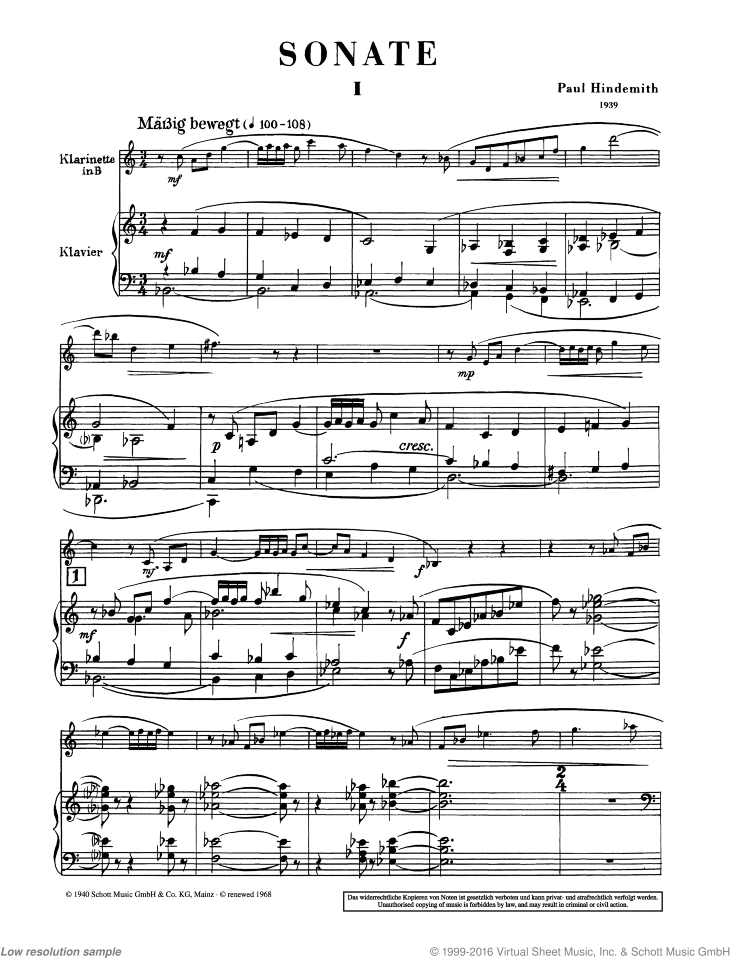 SONATE
I
Paul Hindemith
1939
Mäßig bewegt (♩ 100-108)
Klarinette
in B
mf
Klavier
mf
mp
p
cresc.
mf
f
1
mf
f
2
4
© 1940 Schott Music GmbH & Co. KG, Mainz · © renewed 1968
Das widerrechtliche Kopieren von Noten ist gesetzlich verboten und kann privat- und strafrechtlich verfolgt werden.
Unauthorised copying of music is forbidden by law, and may result in criminal or civil action.
Low resolution sample
© 1999-2016 Virtual Sheet Music, Inc. & Schott Music GmbH